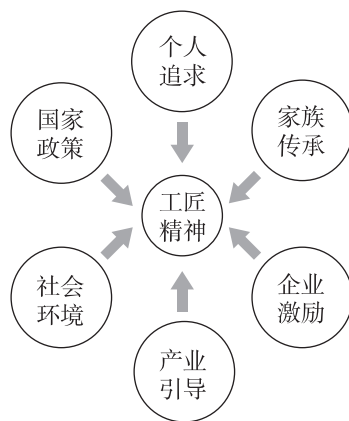 个人
追求
国家
政策
家族
传承
工匠
精神
社会
环境
企业
激励
产业
引导